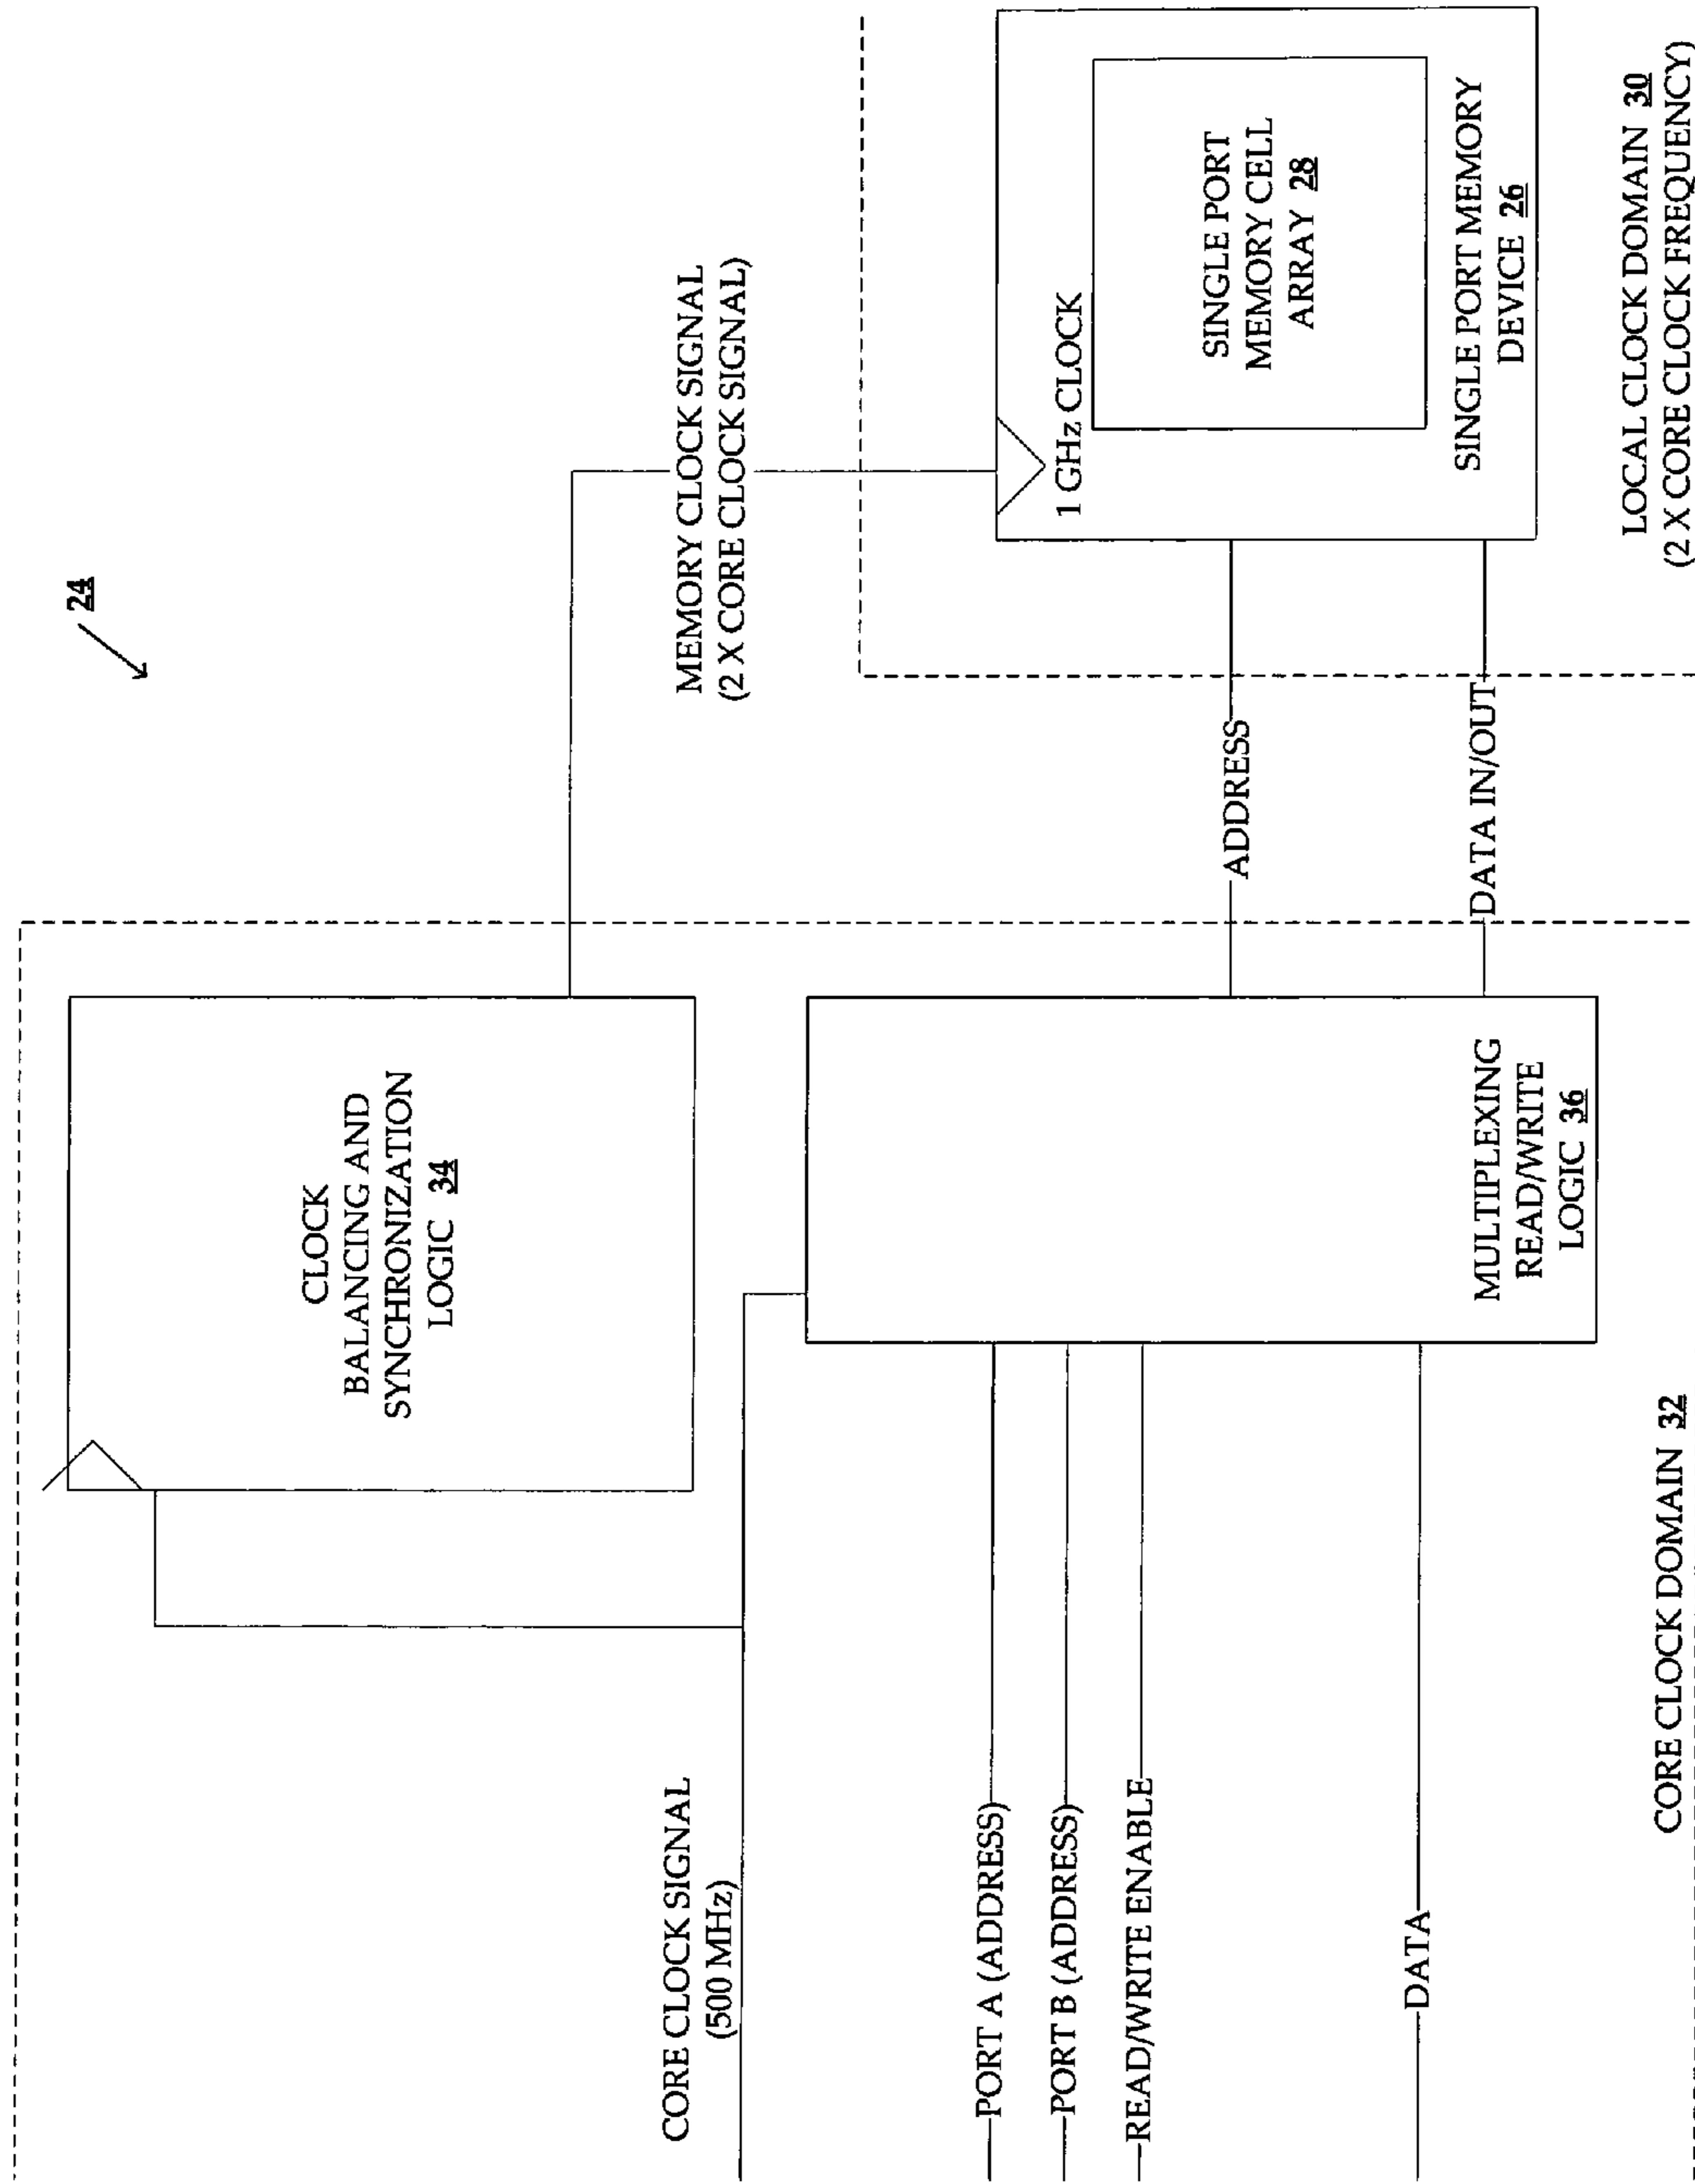 24
CLOCK
BALANCING AND
SYNCHRONIZATION
LOGIC 34
CORE CLOCK SIGNAL
(500 MHz)
MEMORY CLOCK SIGNAL
(2 X CORE CLOCK SIGNAL)
PORT A (ADDRESS)
PORT B (ADDRESS)
READ/WRITE ENABLE
DATA
MULTIPLEXING
READ/WRITE
LOGIC 36
ADDRESS
DATA IN/OUT
1 GHz CLOCK
SINGLE PORT
MEMORY CELL
ARRAY 28
SINGLE PORT MEMORY
DEVICE 26
CORE CLOCK DOMAIN 32
LOCAL CLOCK DOMAIN 30
(2 X CORE CLOCK FREQUENCY)